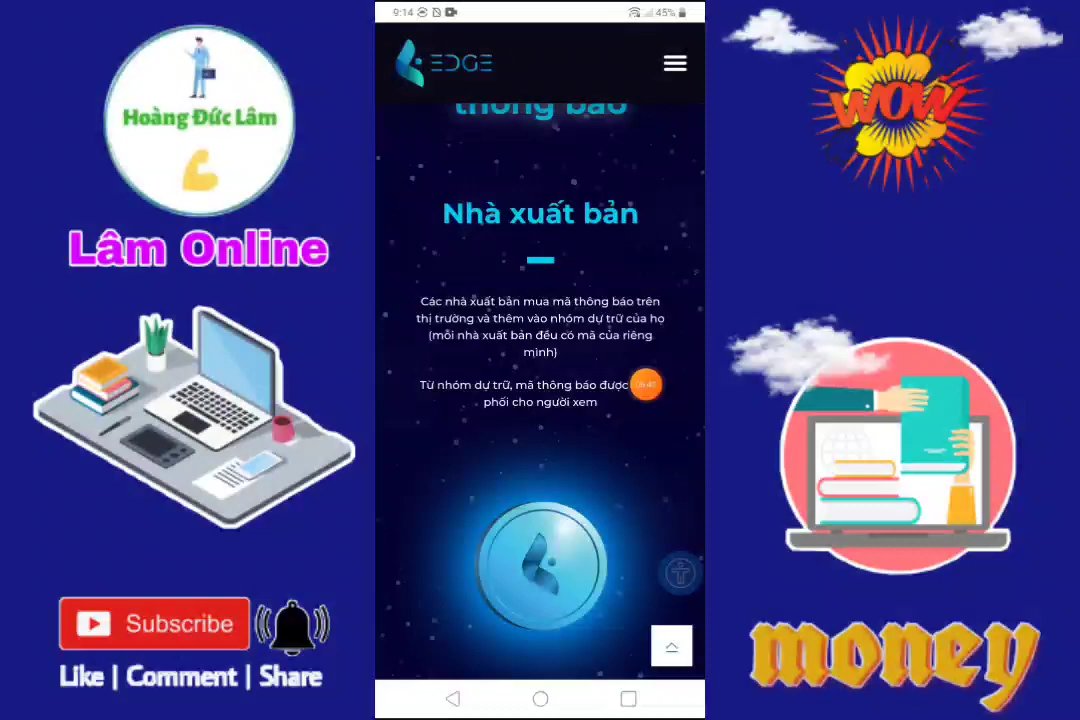 9:14
45%
EDGE
thông báo
Nhà xuất bản
Các nhà xuất bản mua mã thông báo trên
thị trường và thêm vào nhóm dự trữ của họ
(mỗi nhà xuất bản đều có mã của riêng
mình)
Từ nhóm dự trữ, mã thông báo được
phối cho người xem
Hoàng Đức Lâm
Lâm Online
Subscribe
Like | Comment | Share
WOW
money